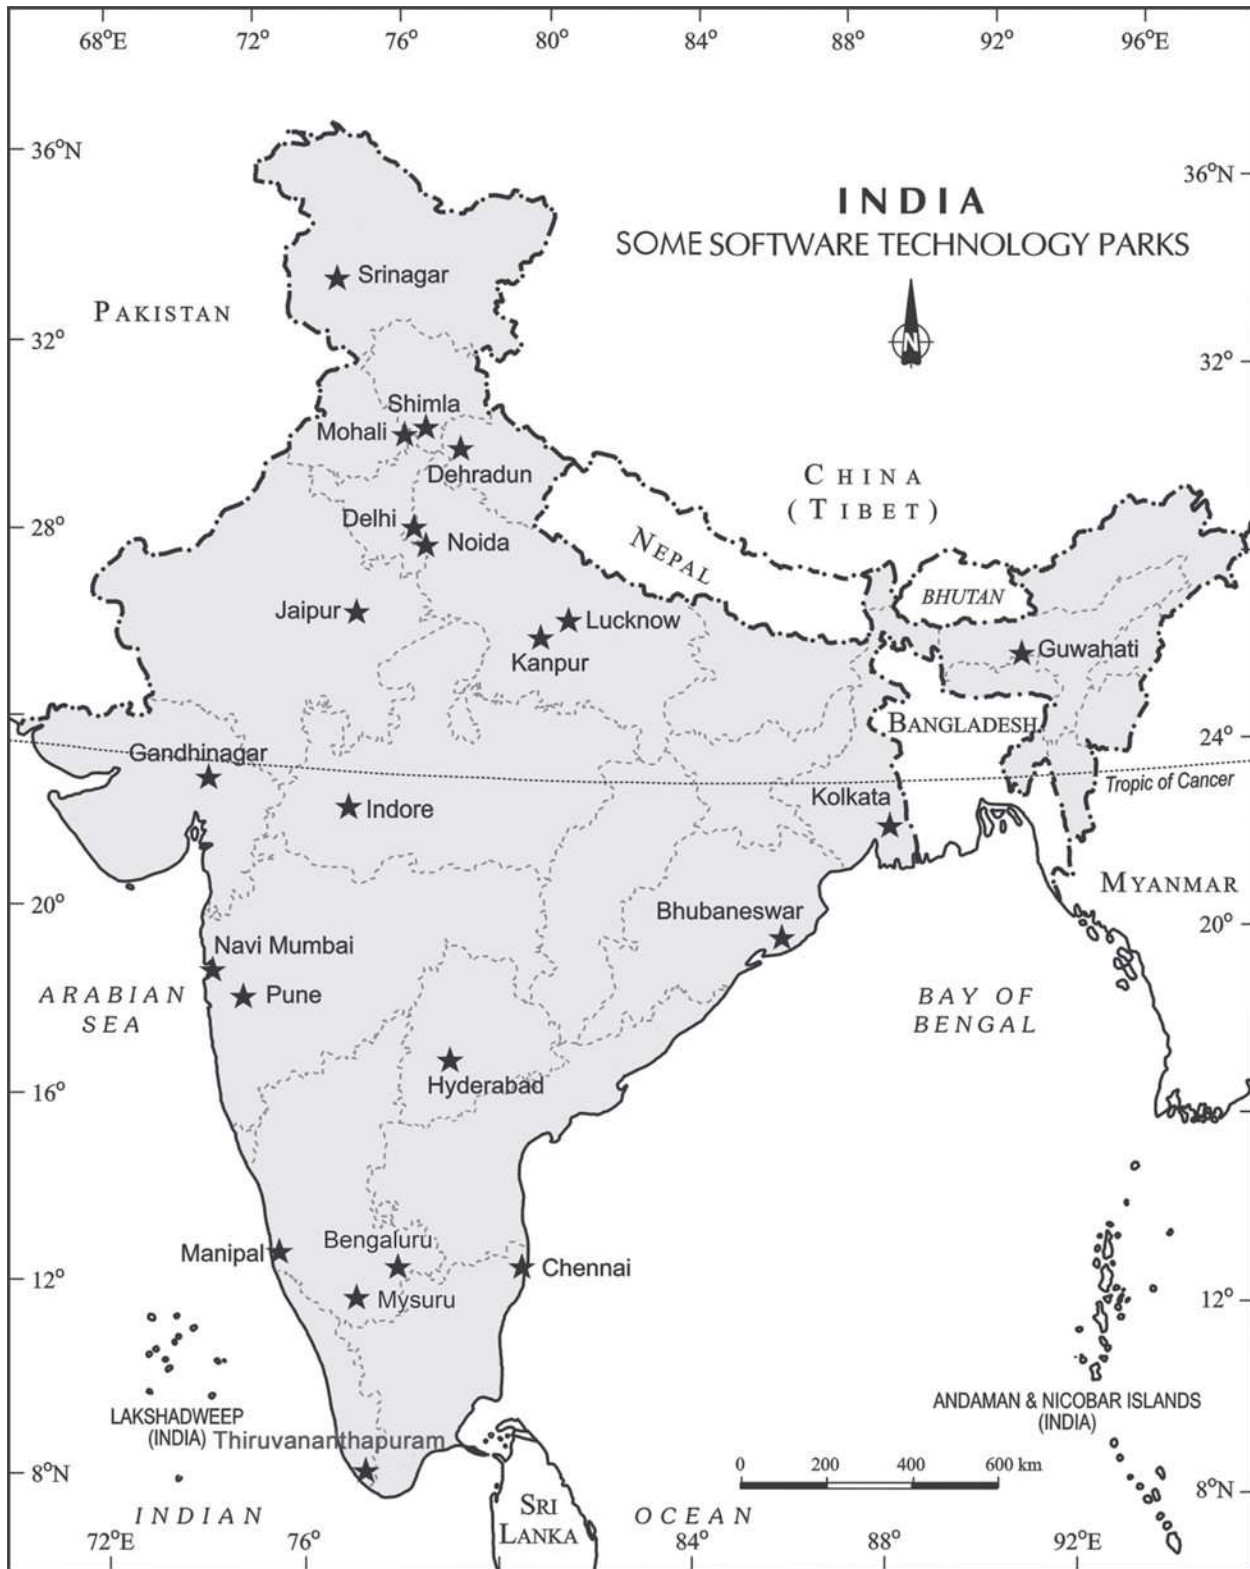 68°E 72° 76° 80° 84° 88° 92° 96°E
36°N
36°N
INDIA
SOME SOFTWARE TECHNOLOGY PARKS
N
Srinagar
PAKISTAN
32°
32°
Shimla
Mohali
Dehradun
CHINA
(TIBET)
28°
Delhi
Noida
NEPAL
BHUTAN
Jaipur
Lucknow
Kanpur
Guwahati
BANGLADESH
24°
Gandhinagar
Tropic of Cancer
Indore
Kolkata
MYANMAR
20°
20°
Bhubaneswar
Navi Mumbai
Pune
ARABIAN
SEA
BAY OF
BENGAL
Hyderabad
16°
Bengaluru
Manipal
Chennai
12°
12°
Mysuru
LAKSHADWEEP
(INDIA)
Thiruvananthapuram
ANDAMAN & NICOBAR ISLANDS
(INDIA)
0 200 400 600 km
8°N
8°N
INDIAN
OCEAN
SRI
LANKA
72°E 76° 84° 88° 92°E